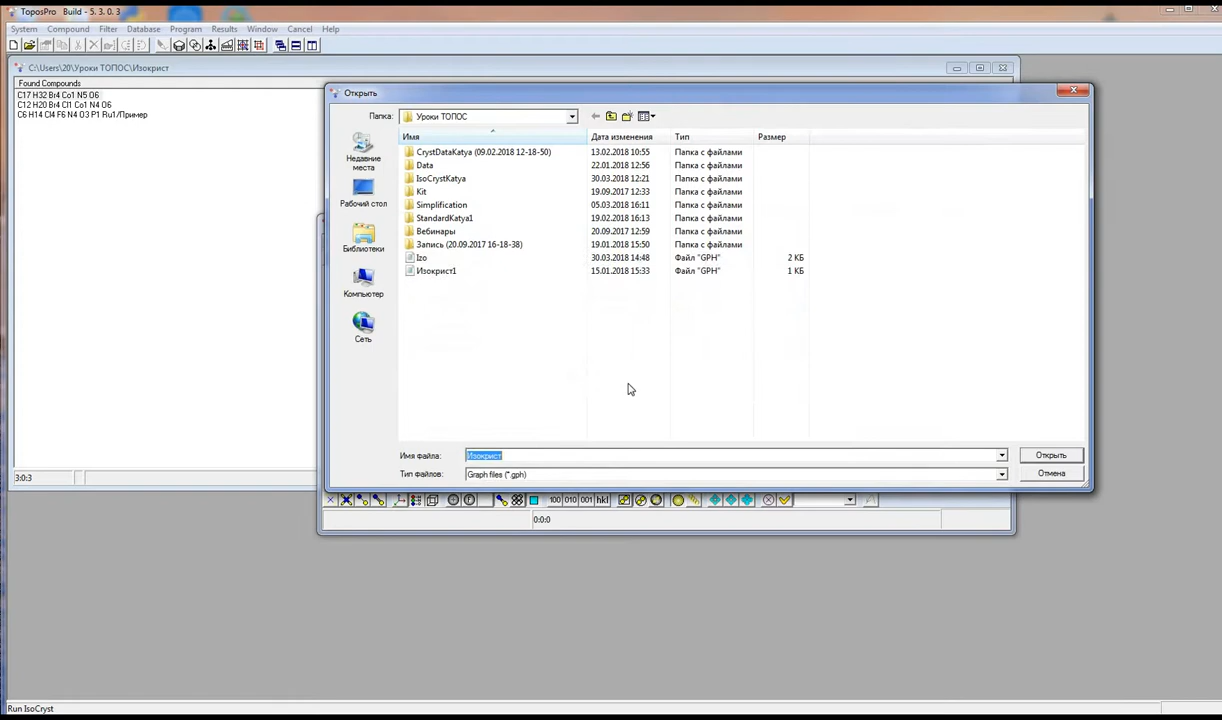 ToposPro Build - 5. 3. 0. 3
System Compound Filter Database Program Results Window Cancel Help
C:\Users\20\Уроки ТОПОС\Изокрист
Found Compounds
C17 H32 Br4 Co1 N5 O6
C12 H20 Br4 Cl1 Co1 N4 O6
C6 H14 Cl4 F6 N4 O3 P1 Ru1/Пример
3:0:3
Открыть
Папка: Уроки ТОПОС
Имя Дата изменения Тип Размер
CrystDataKatya (09.02.2018 12-18-50) 13.02.2018 10:55 Папка с файлами
Data 22.01.2018 12:56 Папка с файлами
IsoCrystKatya 30.03.2018 12:21 Папка с файлами
Kit 19.09.2017 12:33 Папка с файлами
Simplification 05.03.2018 16:11 Папка с файлами
StandardKatya1 19.02.2018 16:13 Папка с файлами
Вебинары 20.09.2017 12:59 Папка с файлами
Запись (20.09.2017 16-18-38) 19.01.2018 15:50 Папка с файлами
Izo 30.03.2018 14:48 Файл "GPH" 2 КБ
Изокрист1 15.01.2018 15:33 Файл "GPH" 1 КБ
Недавние места
Рабочий стол
Библиотеки
Компьютер
Сеть
Имя файла: Изокрист Открыть
Тип файлов: Graph files (*.gph) Отмена
100 010 001 hkl
0:0:0
Run IsoCryst